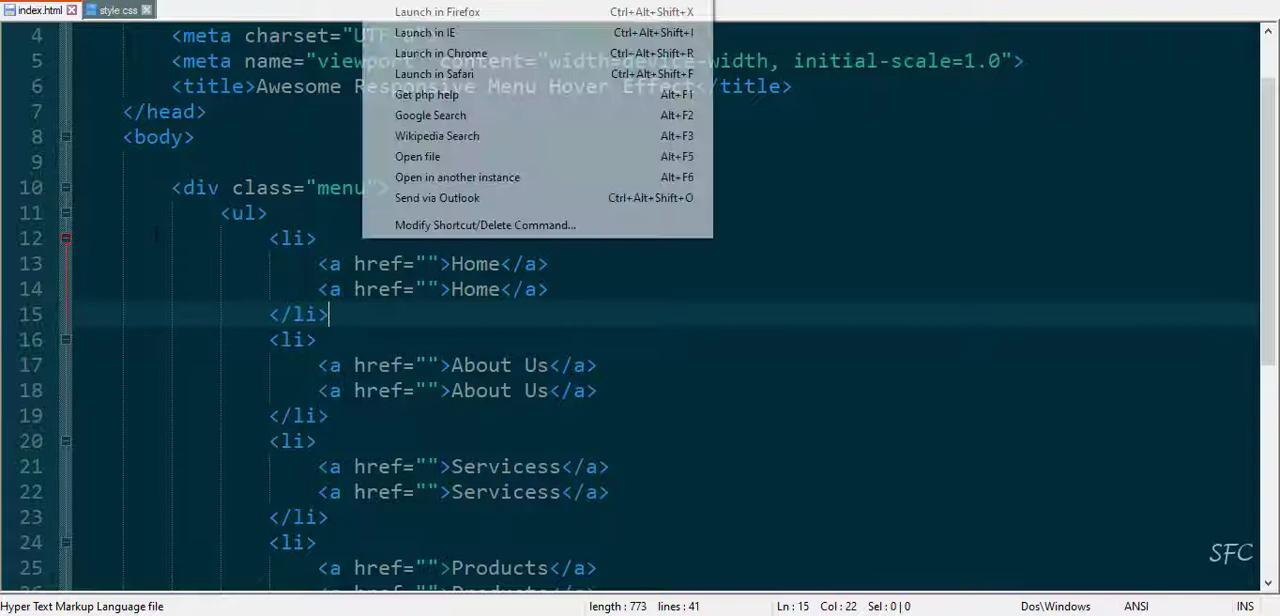 index.html style.css
Launch in Firefox Ctrl+Alt+Shift+X
Launch in IE Ctrl+Alt+Shift+I
Launch in Chrome Ctrl+Alt+Shift+R
Launch in Safari Ctrl+Alt+Shift+F
Get php help Alt+F1
Google Search Alt+F2
Wikipedia Search Alt+F3
Open file Alt+F5
Open in another instance Alt+F6
Send via Outlook Ctrl+Alt+Shift+O
Modify Shortcut/Delete Command...
4 <meta charset="UTF-8">
5 <meta name="viewport" content="width=device-width, initial-scale=1.0">
6 <title>Awesome Responsive Menu Hover Effect</title>
7 </head>
8 <body>
9
10 <div class="menu">
11 <ul>
12 <li>
13 <a href="">Home</a>
14 <a href="">Home</a>
15 </li>
16 <li>
17 <a href="">About Us</a>
18 <a href="">About Us</a>
19 </li>
20 <li>
21 <a href="">Servicess</a>
22 <a href="">Servicess</a>
23 </li>
24 <li>
25 <a href="">Products</a>
SFC
Hyper Text Markup Language file length : 773 lines : 41 Ln : 15 Col : 22 Sel : 0 | 0 Dos\Windows ANSI INS